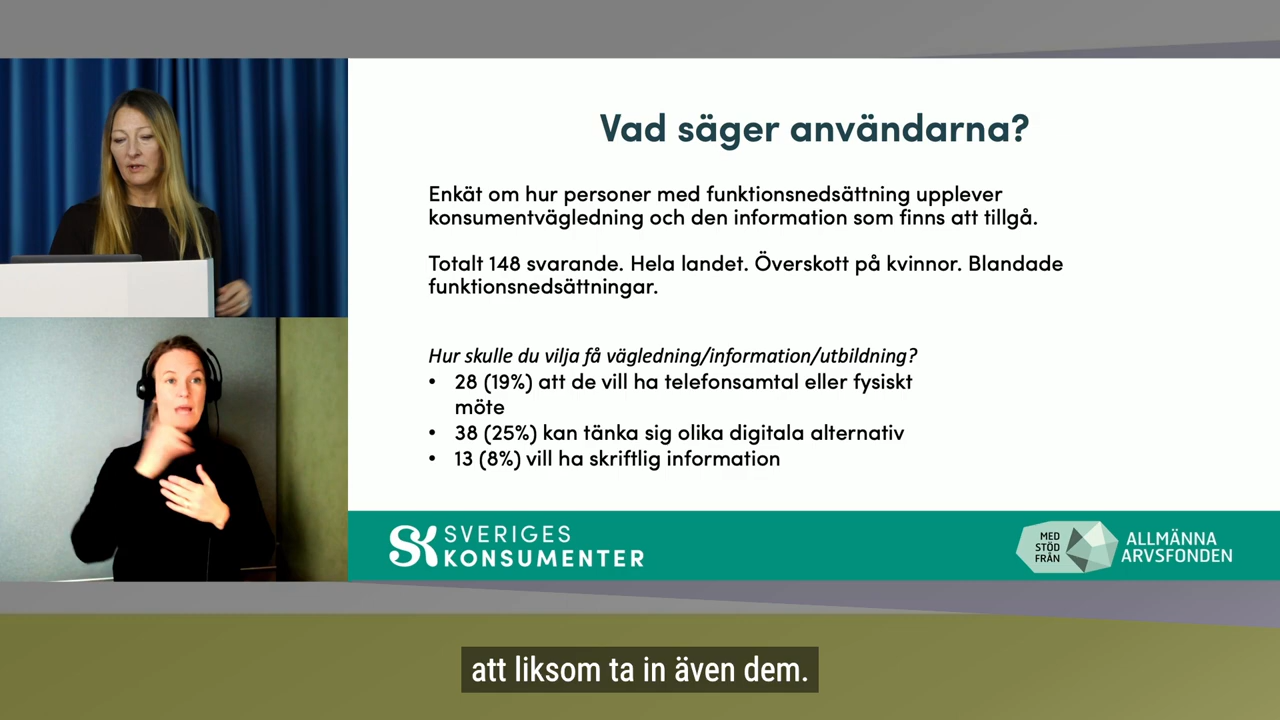 Vad säger användarna?
Enkät om hur personer med funktionsnedsättning upplever
konsumentvägledning och den information som finns att tillgå.
Totalt 148 svarande. Hela landet. Överskott på kvinnor. Blandade
funktionsnedsättningar.
Hur skulle du vilja få vägledning/information/utbildning?
• 28 (19%) att de vill ha telefonsamtal eller fysiskt
möte
• 38 (25%) kan tänka sig olika digitala alternativ
• 13 (8%) vill ha skriftlig information
SK SVERIGES
KONSUMENTER
MED
STÖD
FRÅN
ALLMÄNNA
ARVSFONDEN
att liksom ta in även dem.